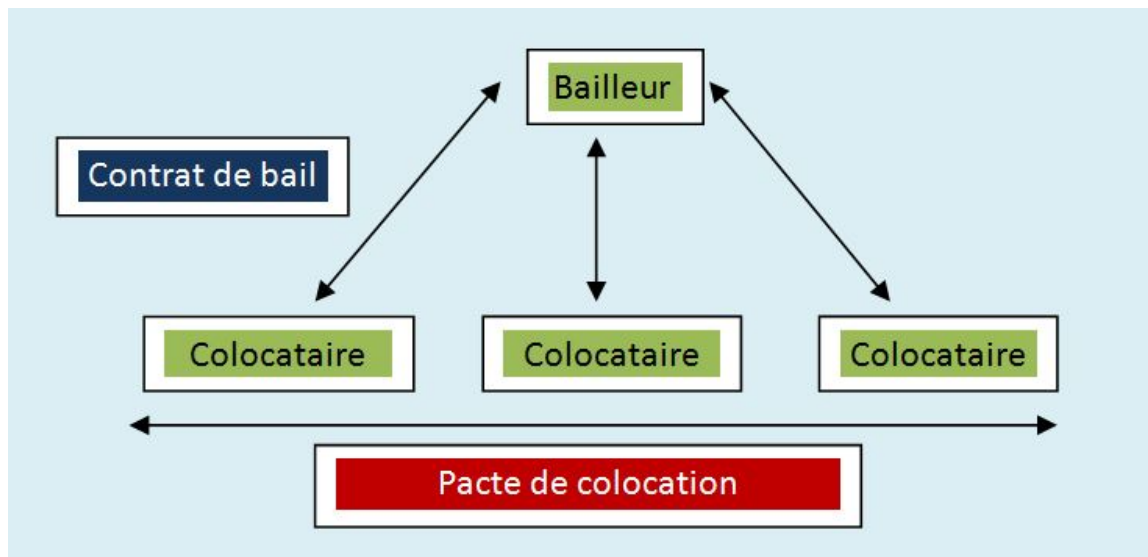 Bailleur
Contrat de bail
Colocataire
Colocataire
Colocataire
Pacte de colocation